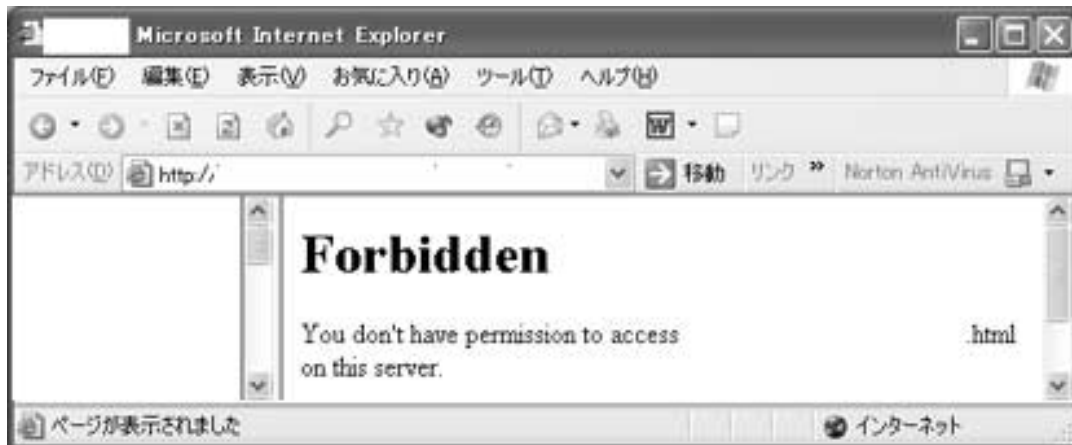 Microsoft Internet Explorer
ファイル(F) 編集(E) 表示(V) お気に入り(A) ツール(T) ヘルプ(H)
アドレス(D) http:// 移動 リンク » Norton AntiVirus
Forbidden
You don't have permission to access .html
on this server.
ページが表示されました インターネット